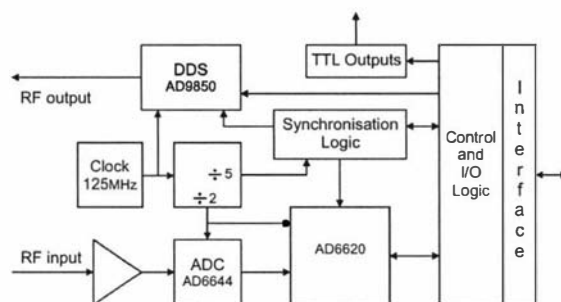 TTL Outputs
DDS
AD9850
RF output
Synchronisation
Logic
Clock
125MHz
÷5
÷2
Control
and
I/O
Logic
Interface
RF input
ADC
AD6644
AD6620